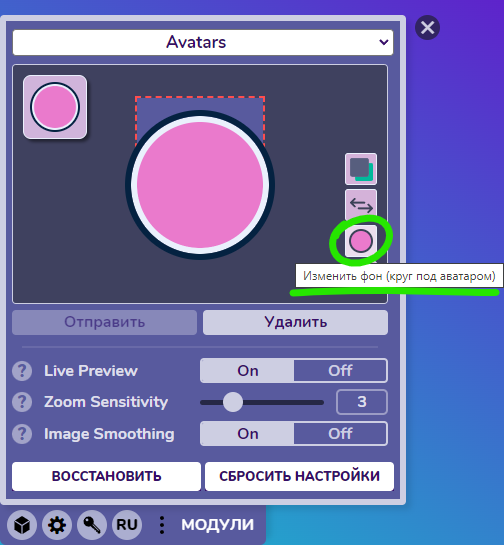 Avatars
Изменить фон (круг под аватаром)
Отправить
Удалить
? Live Preview On Off
? Zoom Sensitivity 3
? Image Smoothing On Off
ВОССТАНОВИТЬ
СБРОСИТЬ НАСТРОЙКИ
RU
МОДУЛИ